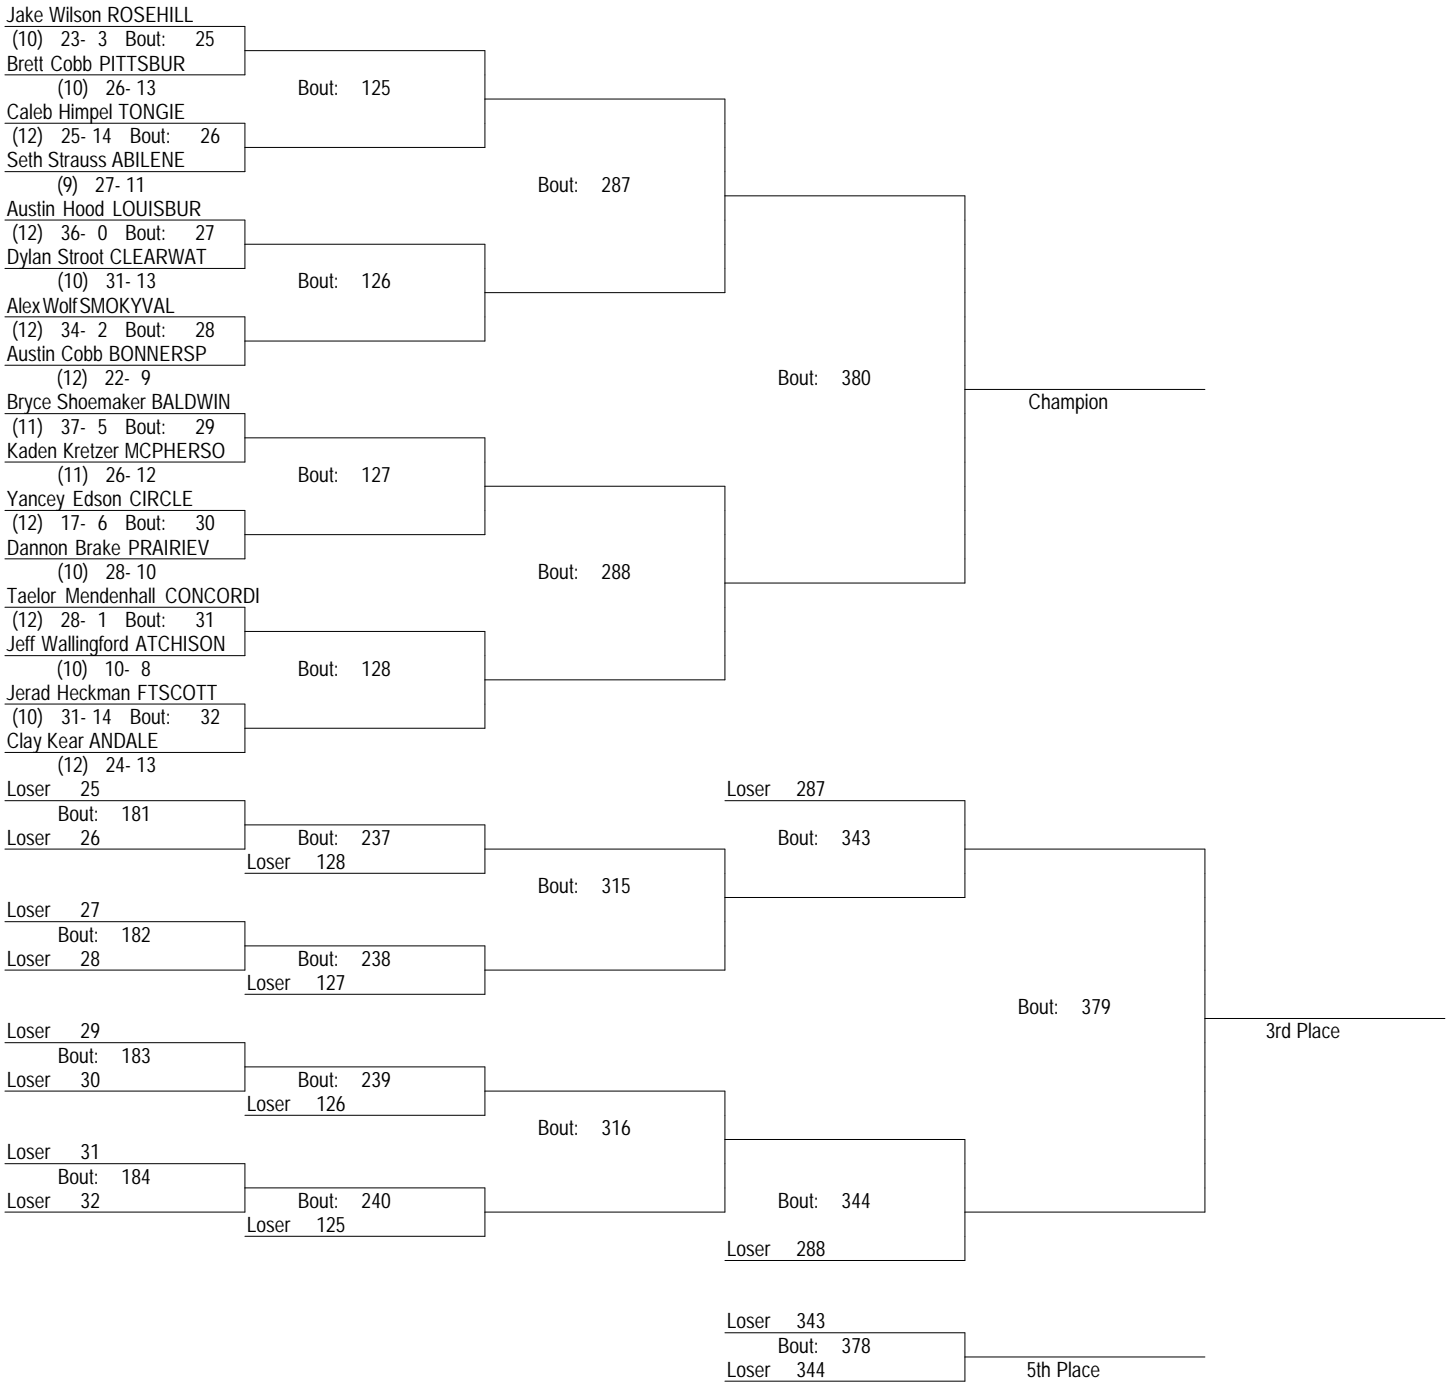 Jake Wilson ROSEHILL
(10) 23- 3 Bout: 25
Brett Cobb PITTSBUR
(10) 26- 13
Bout: 125
Caleb Himpel TONGIE
(12) 25- 14 Bout: 26
Seth Strauss ABILENE
(9) 27- 11
Bout: 287
Austin Hood LOUISBUR
(12) 36- 0 Bout: 27
Dylan Stroot CLEARWAT
(10) 31- 13
Bout: 126
Alex Wolf SMOKYVAL
(12) 34- 2 Bout: 28
Austin Cobb BONNERSP
(12) 22- 9
Bout: 380
Champion
Bryce Shoemaker BALDWIN
(11) 37- 5 Bout: 29
Kaden Kretzer MCPHERSO
(11) 26- 12
Bout: 127
Yancey Edson CIRCLE
(12) 17- 6 Bout: 30
Dannon Brake PRAIRIEV
(10) 28- 10
Bout: 288
Taelor Mendenhall CONCORDI
(12) 28- 1 Bout: 31
Jeff Wallingford ATCHISON
(10) 10- 8
Bout: 128
Jerad Heckman FTSCOTT
(10) 31- 14 Bout: 32
Clay Kear ANDALE
(12) 24- 13
Loser 25
Bout: 181
Loser 26
Bout: 237
Loser 128
Loser 287
Bout: 343
Bout: 315
Loser 27
Bout: 182
Loser 28
Bout: 238
Loser 127
Bout: 379
3rd Place
Loser 29
Bout: 183
Loser 30
Bout: 239
Loser 126
Bout: 316
Loser 31
Bout: 184
Loser 32
Bout: 240
Loser 125
Bout: 344
Loser 288
Loser 343
Bout: 378
Loser 344
5th Place